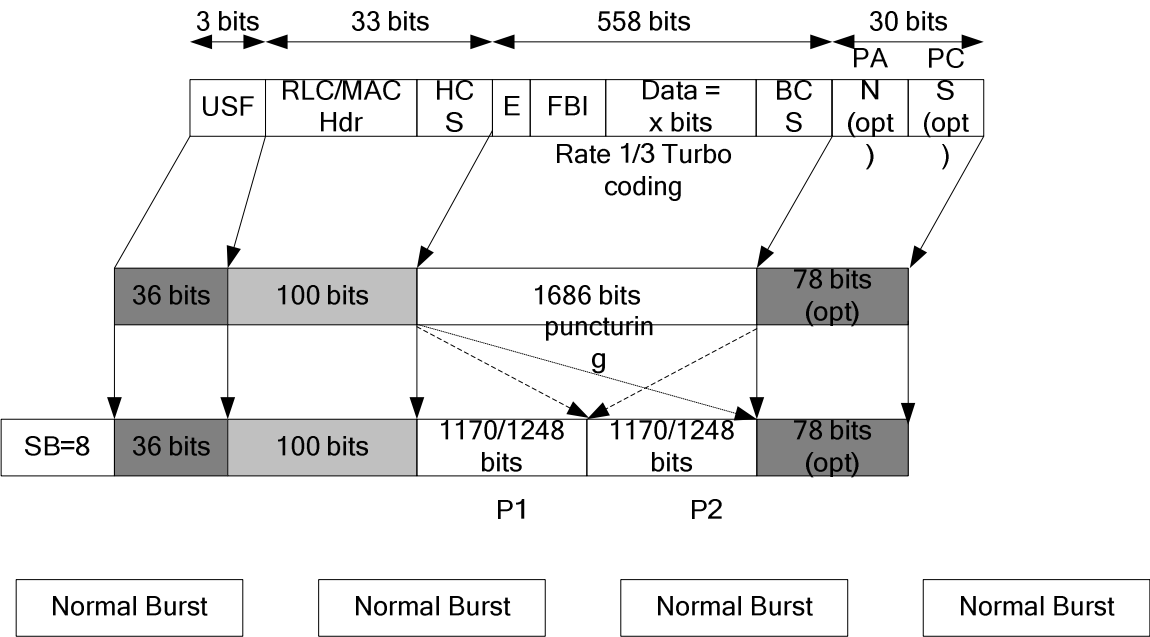 3 bits 33 bits 558 bits 30 bits
USF
RLC/MAC
Hdr
HC
S
E
FBI
Data =
x bits
BC
S
PA
N
(opt
)
PC
S
(opt
)
Rate 1/3 Turbo
coding
36 bits
100 bits
1686 bits
78 bits
(opt)
puncturin
g
SB=8
36 bits
100 bits
1170/1248
bits
1170/1248
bits
78 bits
(opt)
P1 P2
Normal Burst Normal Burst Normal Burst Normal Burst